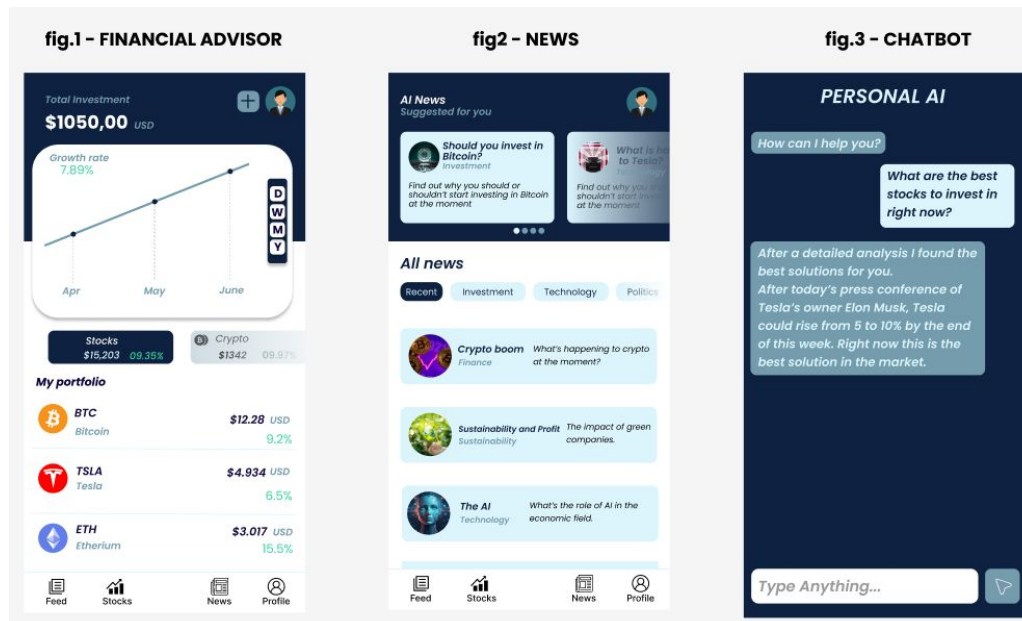 fig.1 - FINANCIAL ADVISOR
Total investment
$1050,00 USD
Growth rate
7.89%
D
W
M
Y
Apr May June
Stocks
$15,203 09.35%
Crypto
$1342 09.97%
My portfolio
BTC
Bitcoin
$12.28 USD
9.2%
TSLA
Tesla
$4.934 USD
6.5%
ETH
Etherium
$3.017 USD
15.5%
Feed Stocks News Profile
fig2 - NEWS
AI News
Suggested for you
Should you invest in
Bitcoin?
Investment
Find out why you should or
shouldn't start investing in Bitcoin
at the moment
What is
to Tesla?
Technology
Find out why you
shouldn't start
at the moment
All news
Recent Investment Technology Politics
Crypto boom
Finance
What's happening to crypto
at the moment?
Sustainability and Profit
Sustainability
The impact of green
companies.
The AI
Technology
What's the role of AI in the
economic field.
Feed Stocks News Profile
fig.3 - CHATBOT
PERSONAL AI
How can I help you?
What are the best
stocks to invest in
right now?
After a detailed analysis I found the
best solutions for you.
After today's press conference of
Tesla's owner Elon Musk, Tesla
could rise from 5 to 10% by the end
of this week. Right now this is the
best solution in the market.
Type Anything...